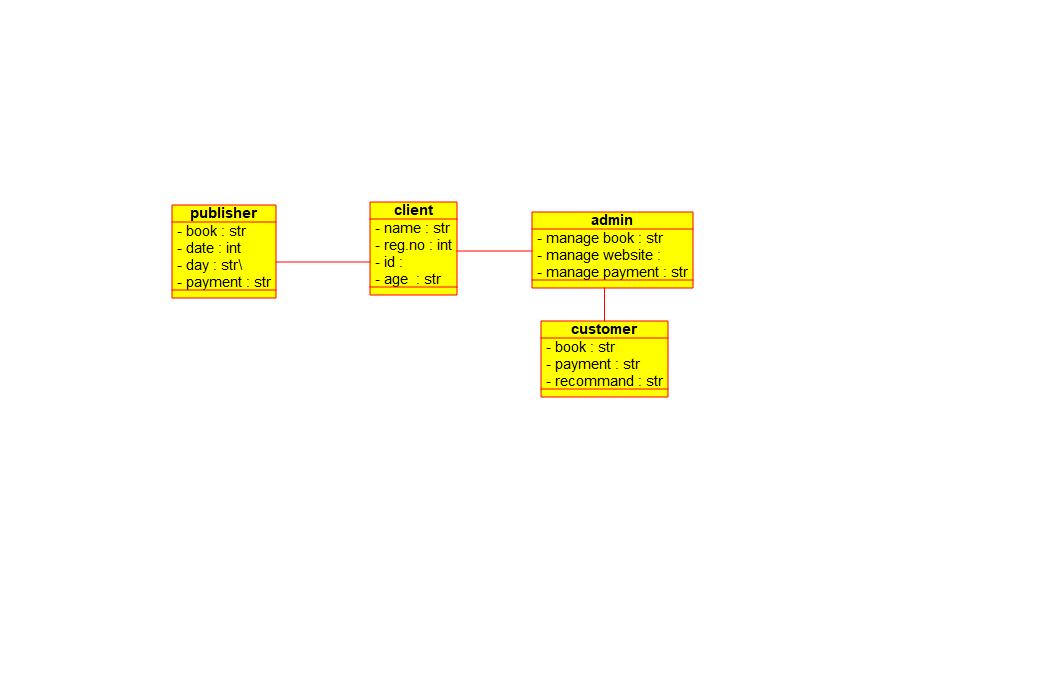 publisher
- book : str
- date : int
- day : str\
- payment : str
client
- name : str
- reg.no : int
- id :
- age  : str
admin
- manage book : str
- manage website :
- manage payment : str
customer
- book : str
- payment : str
- recommand : str